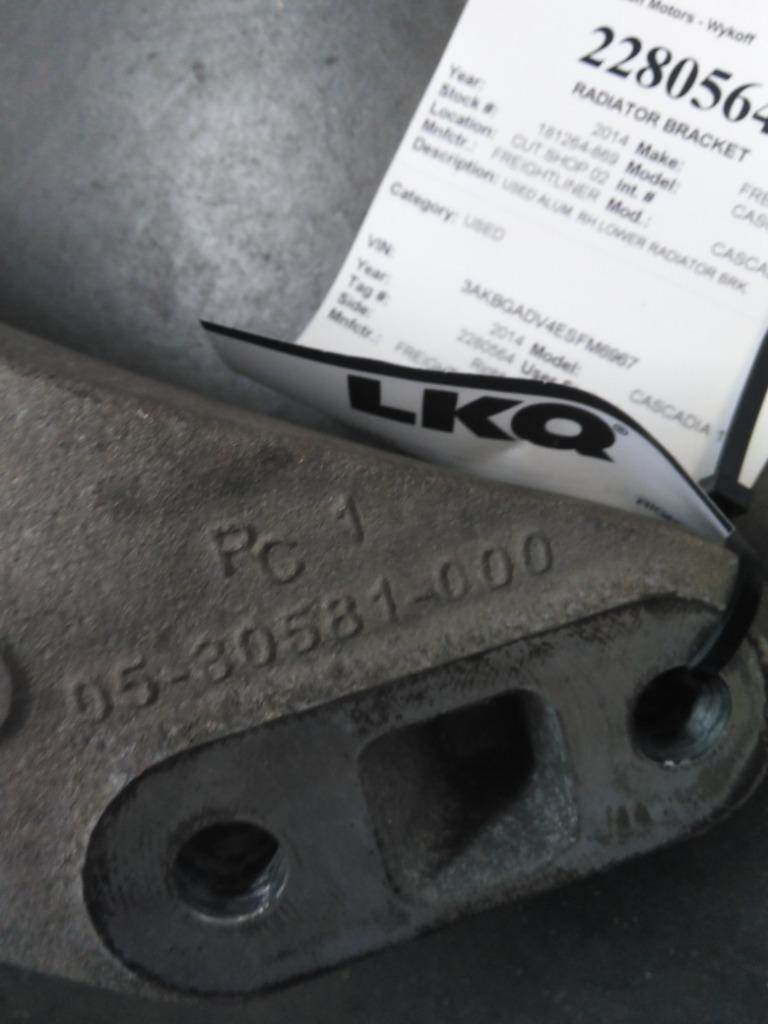 Motors - Wykoff
2280564
RADIATOR BRACKET
Year: 2014 Make:
Stock #: 181264-869 Model:
Location: CUT SHOP 02 Int. #
Mnfctr.: FREIGHTLINER Mod.:
Description: USED ALUM. RH LOWER RADIATOR BRK
Category: USED
VIN: 3AKBGADV4ESFM6967
Year: 2014 Model: CASCADIA 1
Tag #: 2280564
Side:
Mnfctr.:
LKQ®
PC 1
05-30581-000